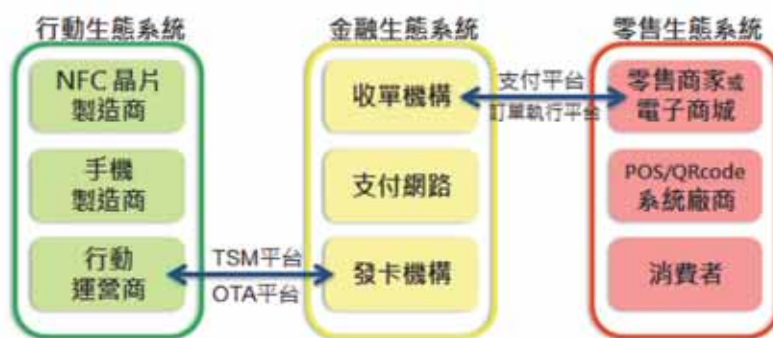 行動生態系統
NFC 晶片
製造商
手機
製造商
行動
運營商
TSM平台
OTA平台
金融生態系統
收單機構
支付網路
發卡機構
支付平台
訂單執行平台
零售生態系統
零售商家或
電子商城
POS/QRcode
系統廠商
消費者